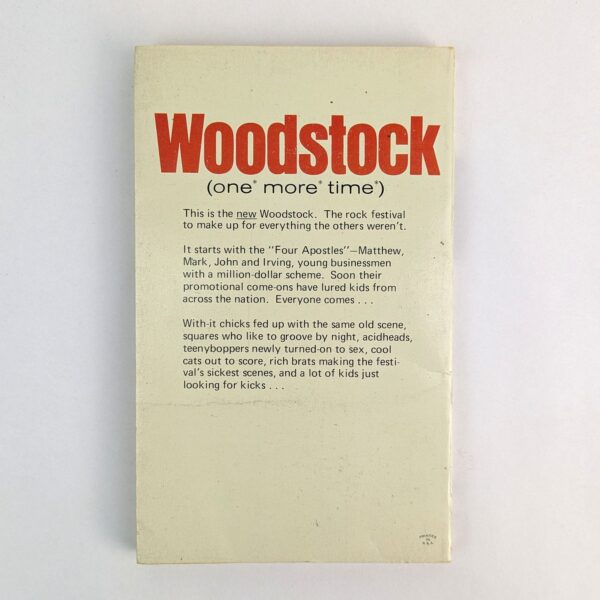 Woodstock
(one* more* time*)
This is the new Woodstock. The rock festival
to make up for everything the others weren't.
It starts with the "Four Apostles"—Matthew,
Mark, John and Irving, young businessmen
with a million-dollar scheme. Soon their
promotional come-ons have lured kids from
across the nation. Everyone comes . . .
With-it chicks fed up with the same old scene,
squares who like to groove by night, acidheads,
teenyboppers newly turned-on to sex, cool
cats out to score, rich brats making the festi-
val's sickest scenes, and a lot of kids just
looking for kicks . . .